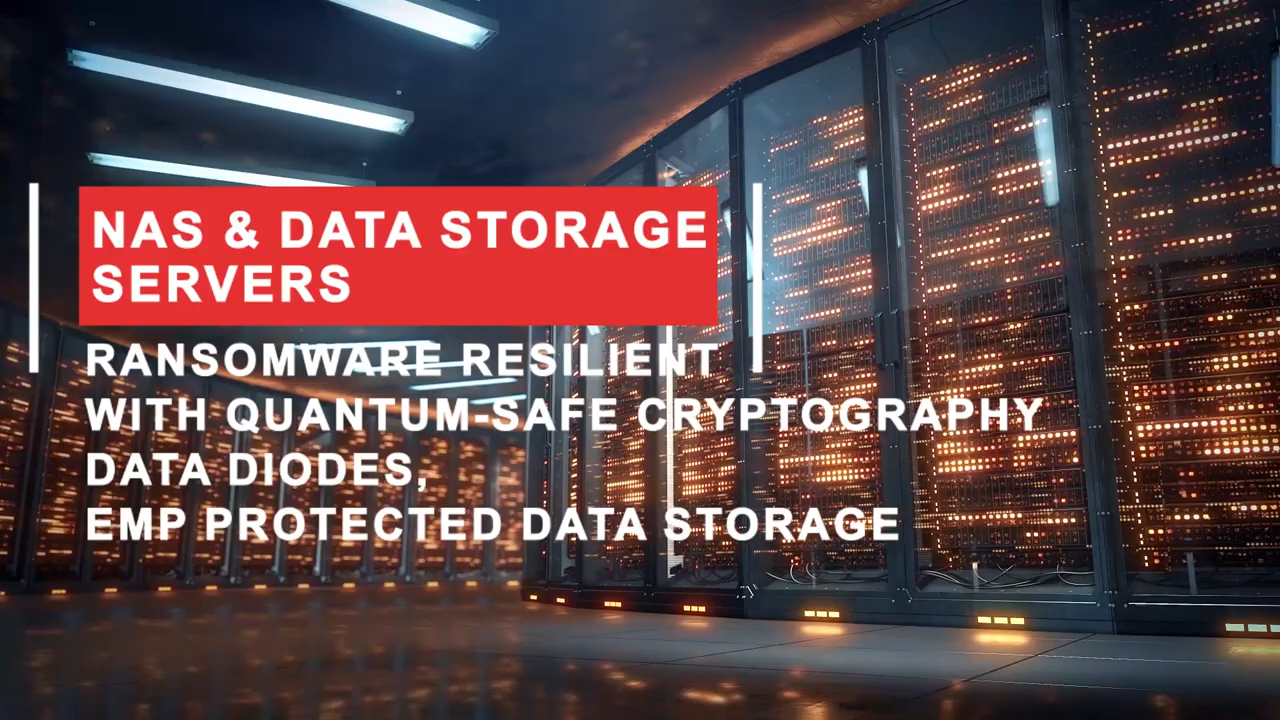 NAS & DATA STORAGE
SERVERS
RANSOMWARE RESILIENT
WITH QUANTUM-SAFE CRYPTOGRAPHY
DATA DIODES,
EMP PROTECTED DATA STORAGE